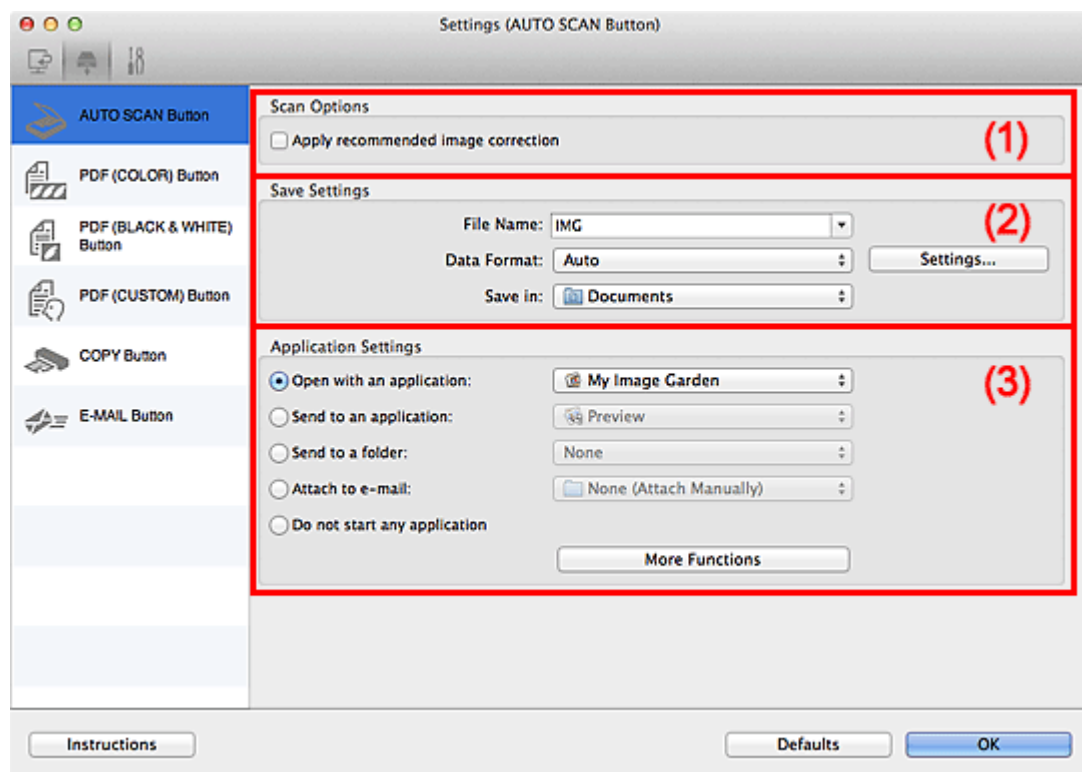 Settings (AUTO SCAN Button)
AUTO SCAN Button
PDF (COLOR) Button
PDF (BLACK & WHITE)
Button
PDF (CUSTOM) Button
COPY Button
E-MAIL Button
Scan Options
Apply recommended image correction
(1)
Save Settings
(2)
File Name: IMG
Data Format: Auto Settings...
Save in: Documents
Application Settings
(3)
Open with an application: My Image Garden
Send to an application: Preview
Send to a folder: None
Attach to e-mail: None (Attach Manually)
Do not start any application
More Functions
Instructions Defaults OK